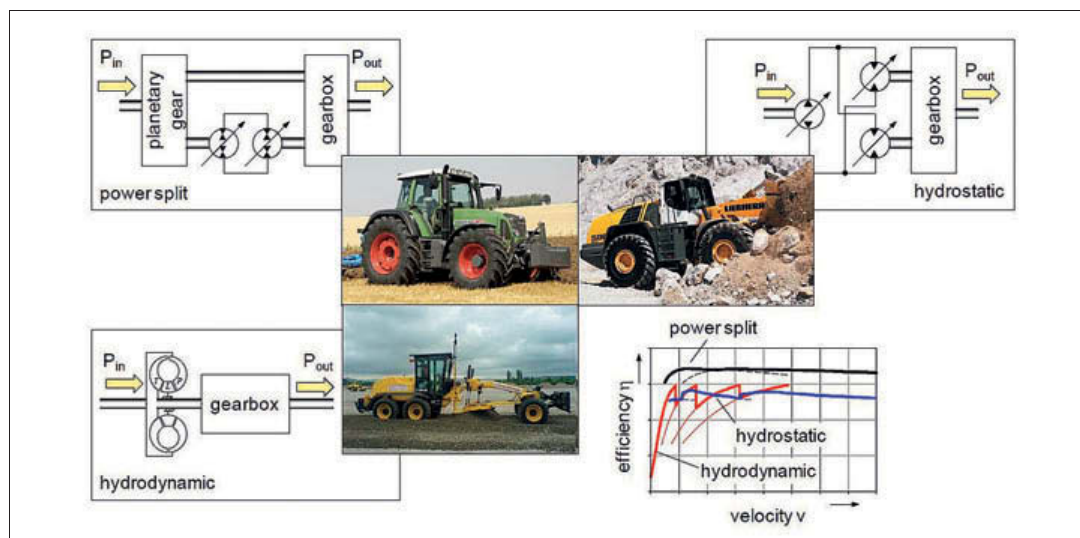 P_in
planetary
gear
gearbox
P_out
power split
P_in
gearbox
P_out
hydrostatic
LIEBHERR
P_in
gearbox
P_out
hydrodynamic
power split
efficiency η
hydrostatic
hydrodynamic
velocity v